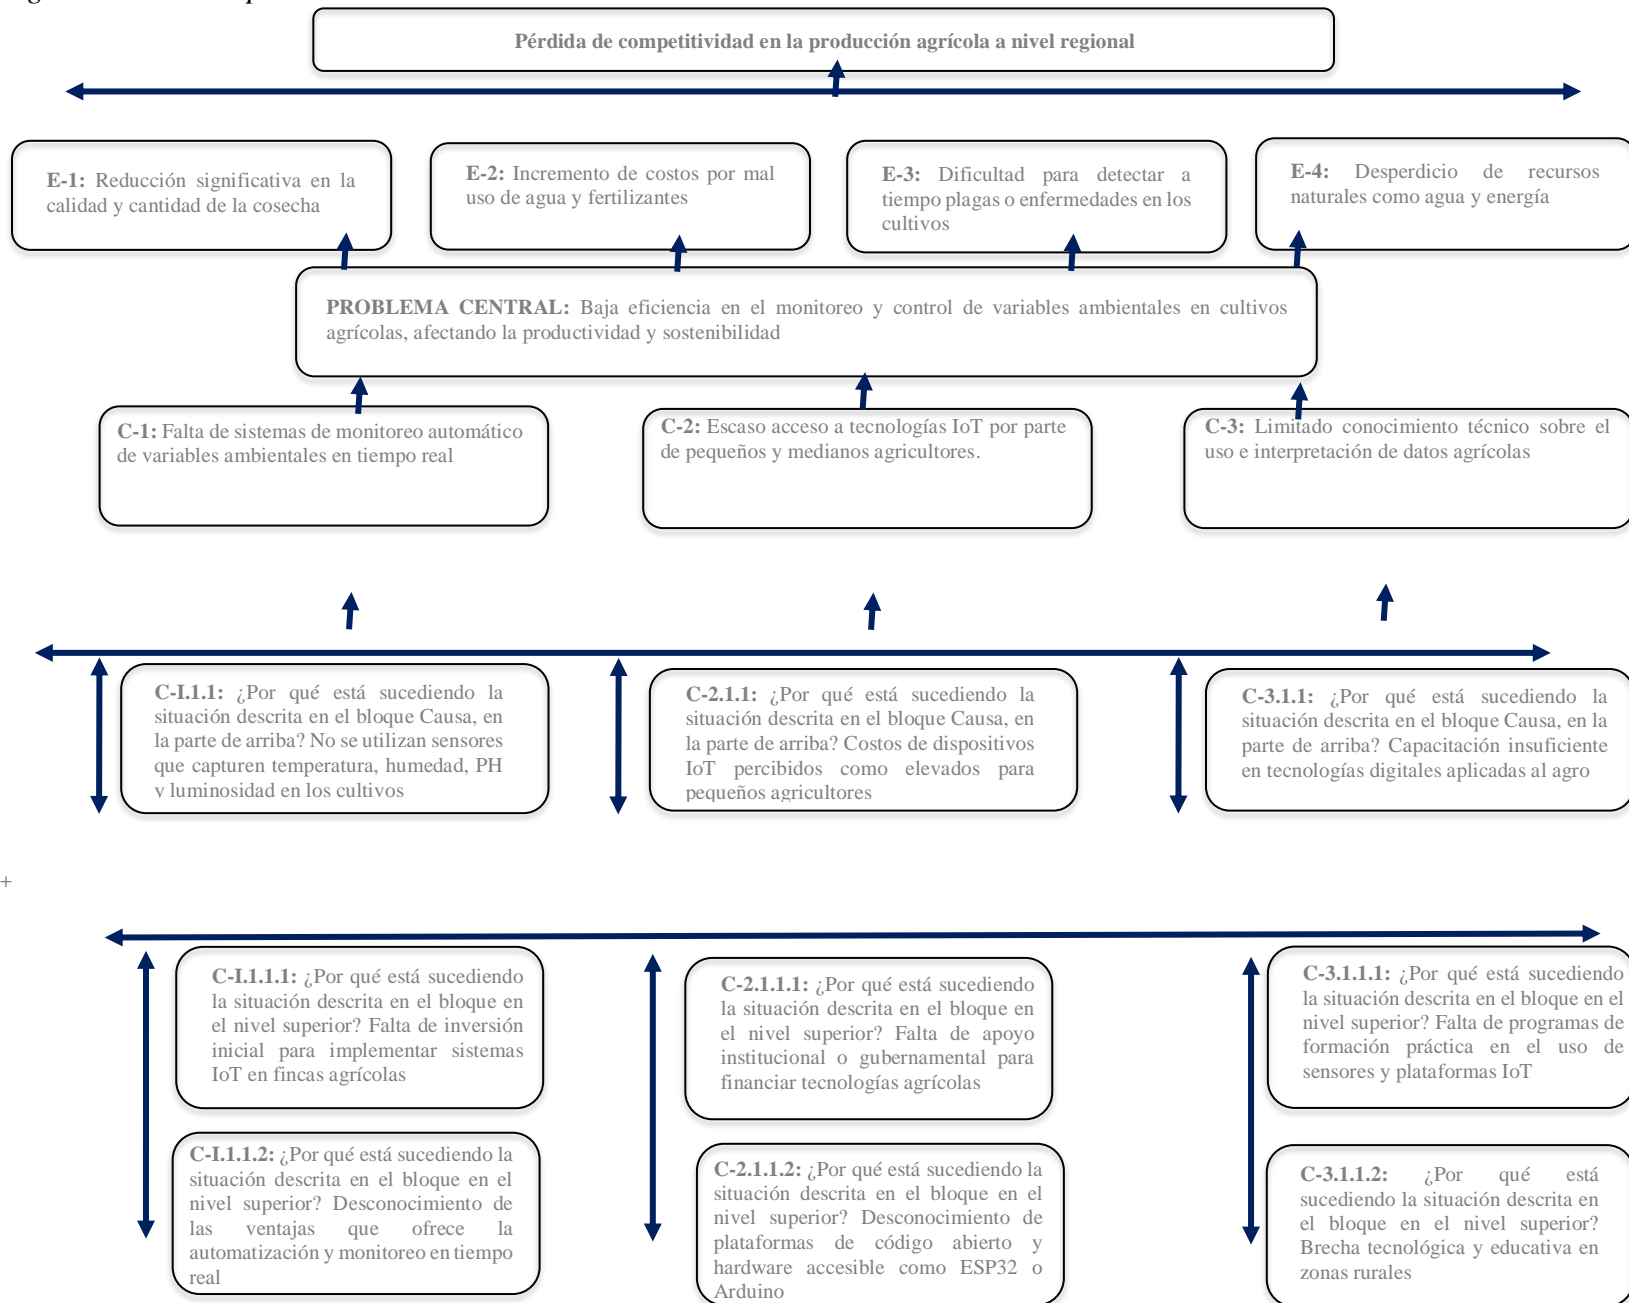 Pérdida de competitividad en la producción agrícola a nivel regional
E-1: Reducción significativa en la
calidad y cantidad de la cosecha
E-2: Incremento de costos por mal
uso de agua y fertilizantes
E-3: Dificultad para detectar a
tiempo plagas o enfermedades en los
cultivos
E-4: Desperdicio de recursos
naturales como agua y energía
PROBLEMA CENTRAL: Baja eficiencia en el monitoreo y control de variables ambientales en cultivos
agrícolas, afectando la productividad y sostenibilidad
C-1: Falta de sistemas de monitoreo automático
de variables ambientales en tiempo real
C-2: Escaso acceso a tecnologías IoT por parte
de pequeños y medianos agricultores.
C-3: Limitado conocimiento técnico sobre el
uso e interpretación de datos agrícolas
C-I.1.1: ¿Por qué está sucediendo la
situación descrita en el bloque Causa, en
la parte de arriba? No se utilizan sensores
que capturen temperatura, humedad, PH
y luminosidad en los cultivos
C-2.1.1: ¿Por qué está sucediendo la
situación descrita en el bloque Causa, en
la parte de arriba? Costos de dispositivos
IoT percibidos como elevados para
pequeños agricultores
C-3.1.1: ¿Por qué está sucediendo la
situación descrita en el bloque Causa, en la
parte de arriba? Capacitación insuficiente
en tecnologías digitales aplicadas al agro
+
C-I.1.1.1: ¿Por qué está sucediendo
la situación descrita en el bloque en
el nivel superior? Falta de inversión
inicial para implementar sistemas
IoT en fincas agrícolas
C-2.1.1.1: ¿Por qué está sucediendo
la situación descrita en el bloque en
el nivel superior? Falta de apoyo
institucional o gubernamental para
financiar tecnologías agrícolas
C-3.1.1.1: ¿Por qué está sucediendo
la situación descrita en el bloque en el
nivel superior? Falta de programas de
formación práctica en el uso de
sensores y plataformas IoT
C-I.1.1.2: ¿Por qué está sucediendo la
situación descrita en el bloque en el
nivel superior? Desconocimiento de
las ventajas que ofrece la
automatización y monitoreo en tiempo
real
C-2.1.1.2: ¿Por qué está sucediendo la
situación descrita en el bloque en el
nivel superior? Desconocimiento de
plataformas de código abierto y
hardware accesible como ESP32 o
Arduino
C-3.1.1.2: ¿Por qué está
sucediendo la situación descrita en
el bloque en el nivel superior?
Brecha tecnológica y educativa en
zonas rurales